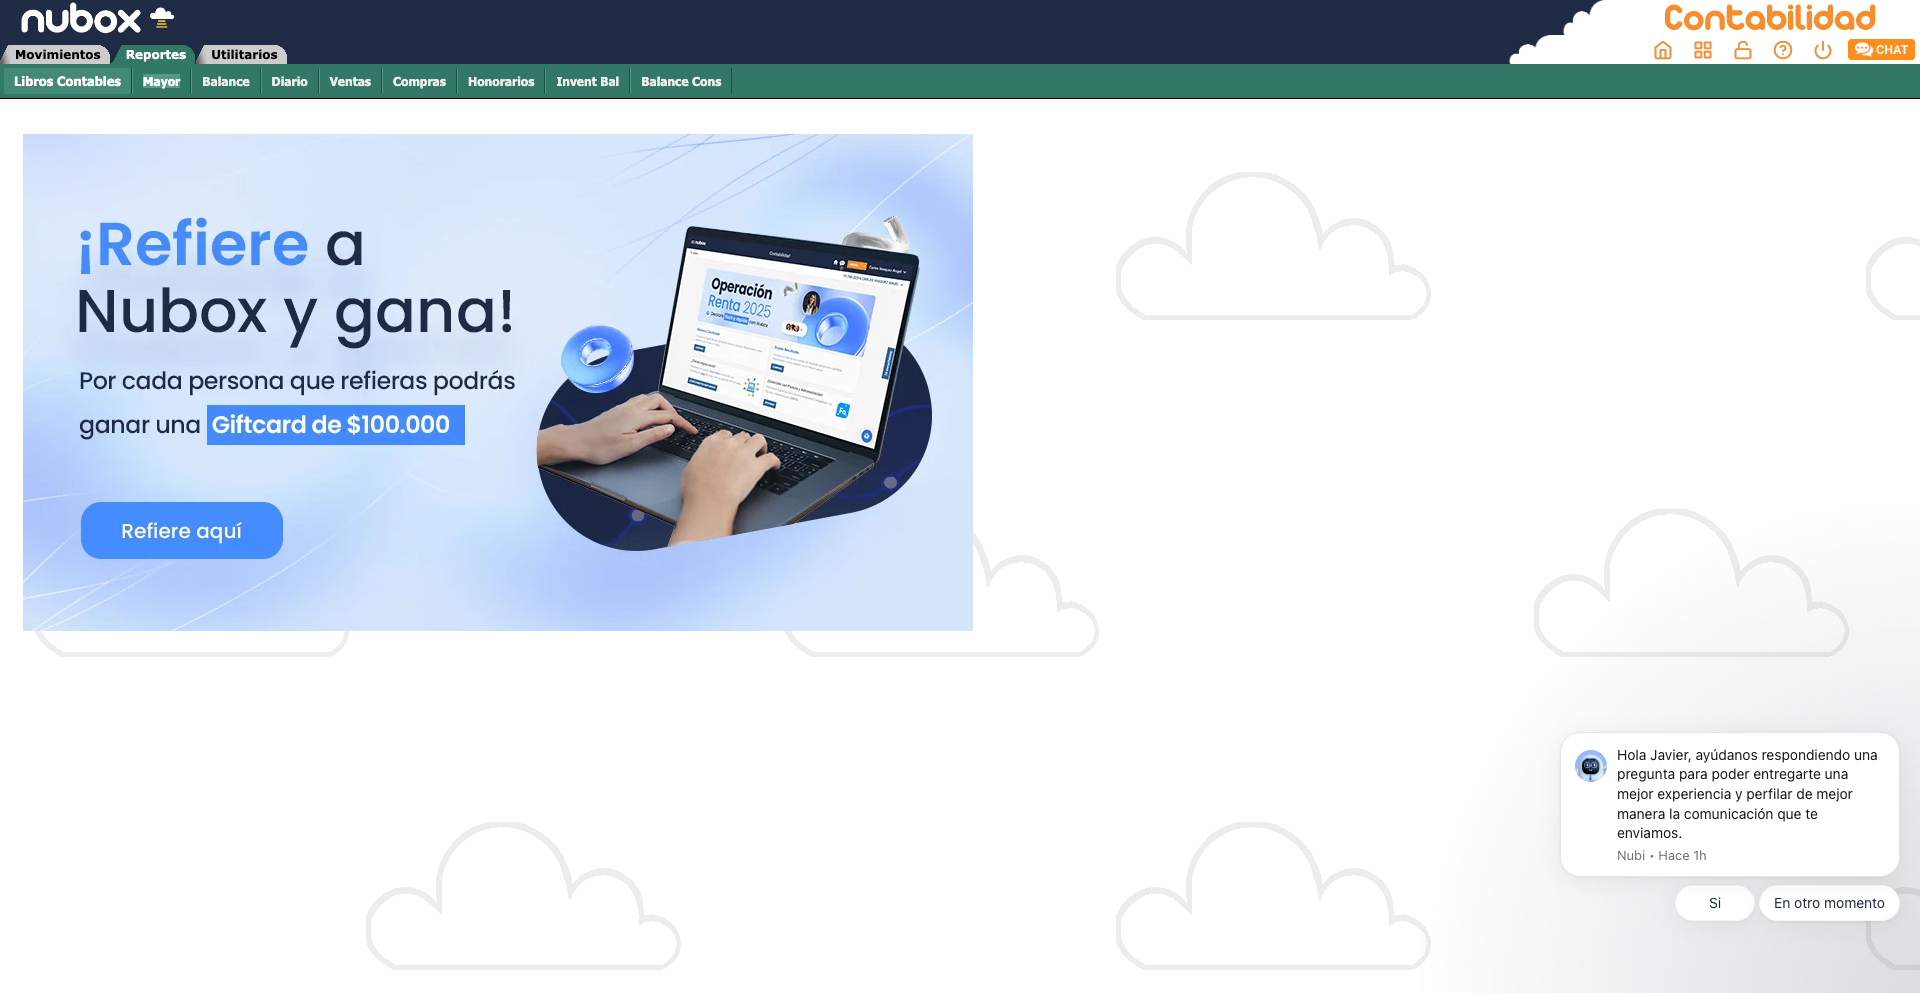 nubox
Contabilidad
Movimientos
Reportes
Utilitarios
CHAT
Libros Contables
Mayor
Balance
Diario
Ventas
Compras
Honorarios
Invent Bal
Balance Cons
¡Refiere a
Nubox y gana!
Por cada persona que refieras podrás
ganar una Giftcard de $100.000
Refiere aquí
nubox
Contabilidad
Operación
Renta 2025
Hola Javier, ayúdanos respondiendo una
pregunta para poder entregarte una
mejor experiencia y perfilar de mejor
manera la comunicación que te
enviamos.
Nubi • Hace 1h
Si
En otro momento